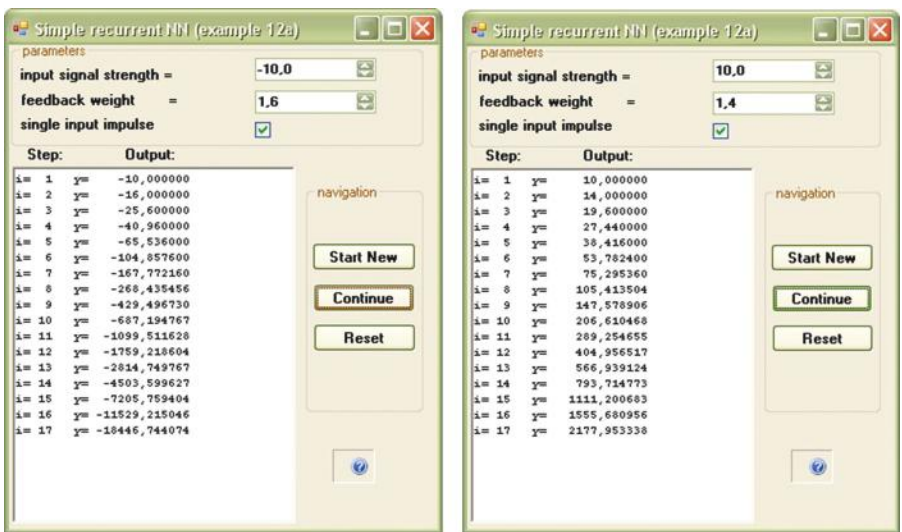 Simple recurrent NN (example 12a)
parameters
input signal strength =
-10,0
feedback weight =
1,6
single input impulse
Step: Output:
i= 1 y= -10,000000
i= 2 y= -16,000000
i= 3 y= -25,600000
i= 4 y= -40,960000
i= 5 y= -65,536000
i= 6 y= -104,857600
i= 7 y= -167,772160
i= 8 y= -268,435456
i= 9 y= -429,496730
i= 10 y= -687,194767
i= 11 y= -1099,511628
i= 12 y= -1759,218604
i= 13 y= -2814,749767
i= 14 y= -4503,599627
i= 15 y= -7205,759404
i= 16 y= -11529,215046
i= 17 y= -18446,744074
navigation
Start New
Continue
Reset
Simple recurrent NN (example 12a)
parameters
input signal strength =
10,0
feedback weight =
1,4
single input impulse
Step: Output:
i= 1 y= 10,000000
i= 2 y= 14,000000
i= 3 y= 19,600000
i= 4 y= 27,440000
i= 5 y= 38,416000
i= 6 y= 53,782400
i= 7 y= 75,295360
i= 8 y= 105,413504
i= 9 y= 147,578906
i= 10 y= 206,610468
i= 11 y= 289,254655
i= 12 y= 404,956517
i= 13 y= 566,939124
i= 14 y= 793,714773
i= 15 y= 1111,200683
i= 16 y= 1555,680956
i= 17 y= 2177,953338
navigation
Start New
Continue
Reset